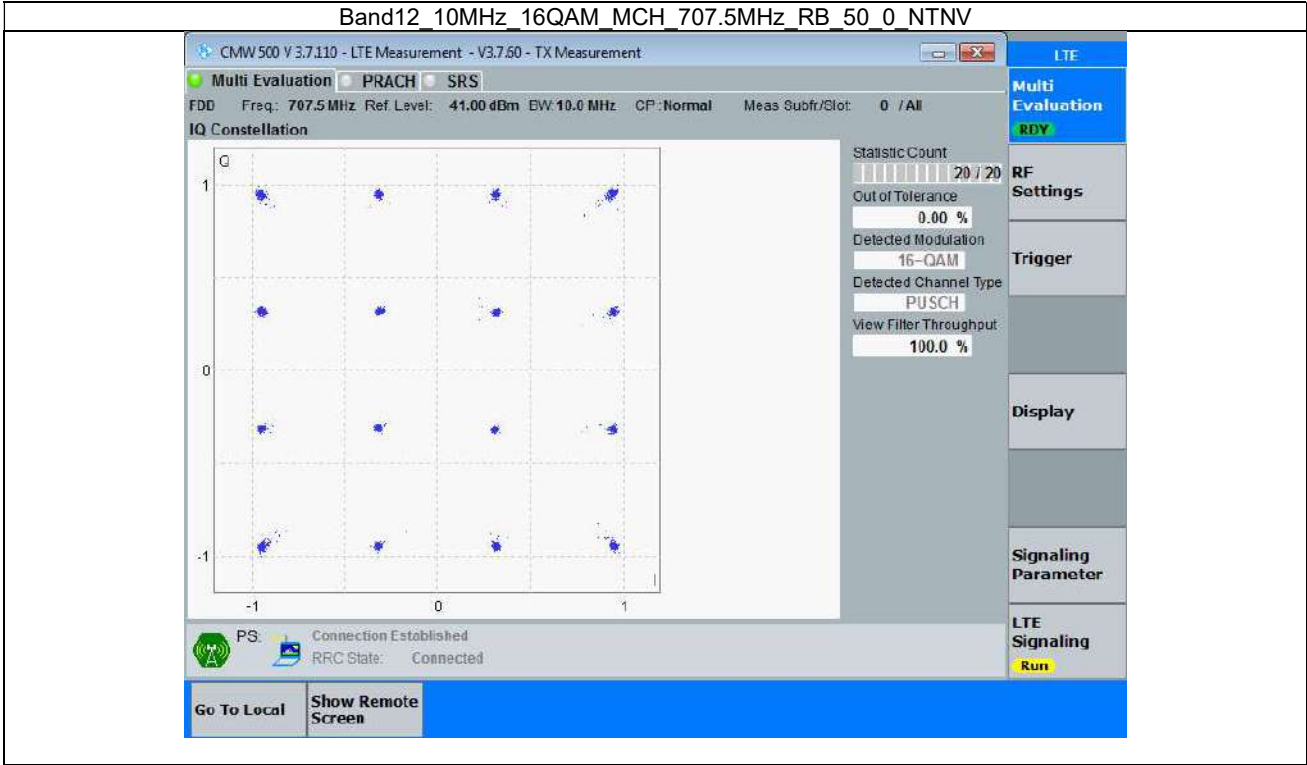 Band12_10MHz_16QAM_MCH_707.5MHz_RB_50_0_NTNV
CMW 500 V 3.7.110 - LTE Measurement - V3.7.60 - TX Measurement
LTE
Multi Evaluation PRACH SRS
FDD Freq.: 707.5 MHz Ref. Level: 41.00 dBm BW: 10.0 MHz CP: Normal Meas Subfr/Slot: 0 / All
IQ Constellation
Q
1
0
-1
-1 0 1
I
Statistic Count
20 / 20
Out of Tolerance
0.00 %
Detected Modulation
16-QAM
Detected Channel Type
PUSCH
View Filter Throughput
100.0 %
Multi
Evaluation
RDY
RF
Settings
Trigger
Display
Signaling
Parameter
LTE
Signaling
Run
PS:
Connection Established
RRC State: Connected
Go To Local
Show Remote
Screen